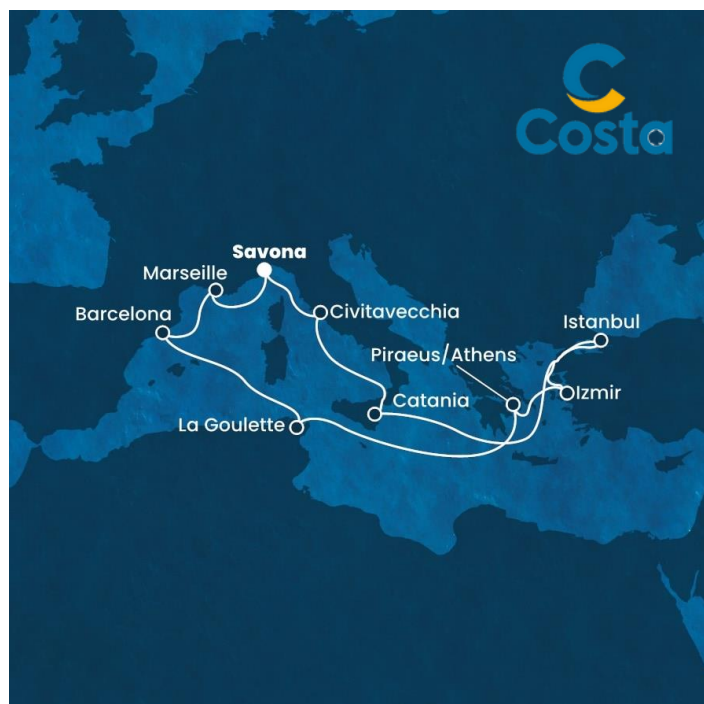 Costa
Savona
Marseille
Barcelona
Civitavecchia
Istanbul
Piraeus/Athens
Izmir
Catania
La Goulette